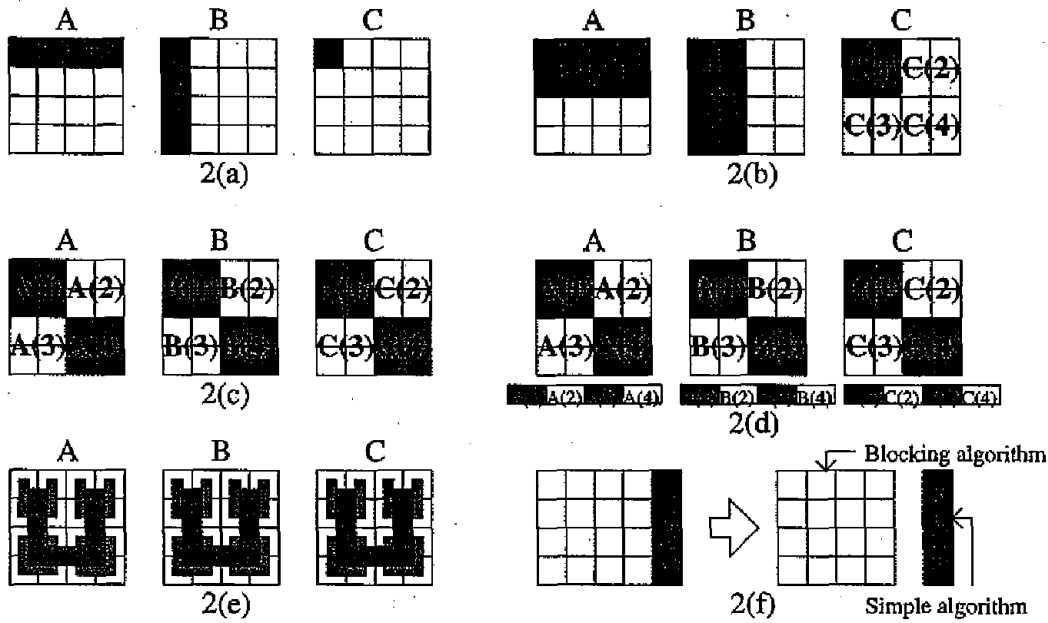 A B C
2(a)
A B C
C(2)
C(3) C(4)
2(b)
A B C
A(2) B(2) C(2)
A(3) B(3) C(3)
2(c)
A B C
A(2) B(2) C(2)
A(3) B(3) C(3)
A(2) A(4) B(2) B(4) C(2) C(4)
2(d)
A B C
2(e)
Blocking algorithm
2(f)
Simple algorithm